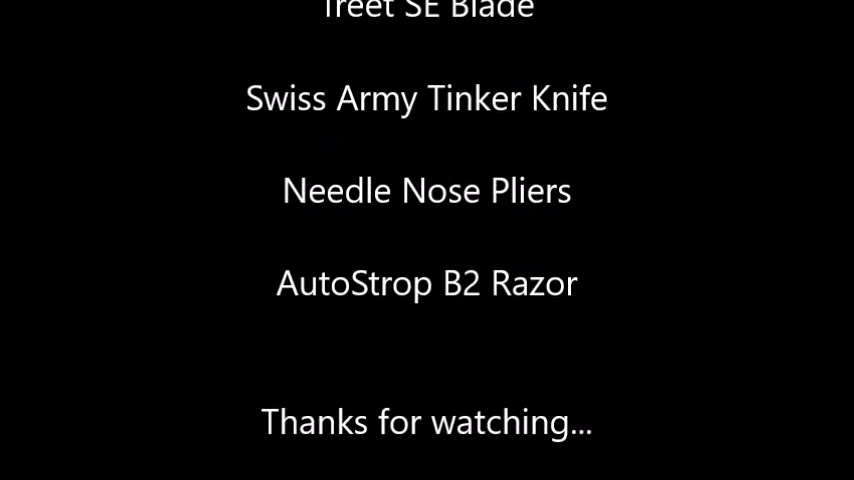 Treet SE Blade
Swiss Army Tinker Knife
Needle Nose Pliers
AutoStrop B2 Razor
Thanks for watching...